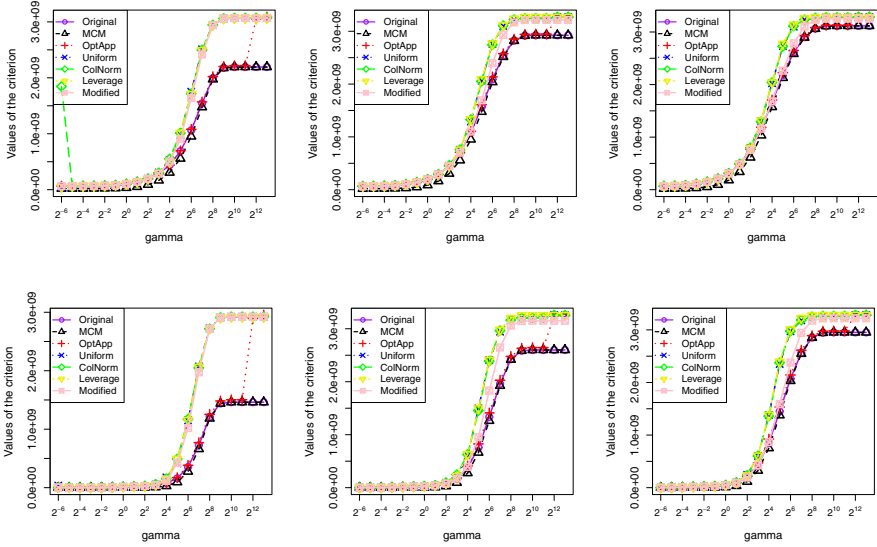 Values of the criterion
0.0e+00 1.0e+09 2.0e+09 3.0e+09
Original
MCM
OptApp
Uniform
ColNorm
Leverage
Modified
2^-6 2^-4 2^-2 2^0 2^2 2^4 2^6 2^8 2^10 2^12
gamma
Values of the criterion
0.0e+00 1.0e+09 2.0e+09 3.0e+09
Original
MCM
OptApp
Uniform
ColNorm
Leverage
Modified
2^-6 2^-4 2^-2 2^0 2^2 2^4 2^6 2^8 2^10 2^12
gamma
Values of the criterion
0.0e+00 1.0e+09 2.0e+09 3.0e+09
Original
MCM
OptApp
Uniform
ColNorm
Leverage
Modified
2^-6 2^-4 2^-2 2^0 2^2 2^4 2^6 2^8 2^10 2^12
gamma
Values of the criterion
0.0e+00 1.0e+09 2.0e+09 3.0e+09
Original
MCM
OptApp
Uniform
ColNorm
Leverage
Modified
2^-6 2^-4 2^-2 2^0 2^2 2^4 2^6 2^8 2^10 2^12
gamma
Values of the criterion
0.0e+00 1.0e+09 2.0e+09 3.0e+09
Original
MCM
OptApp
Uniform
ColNorm
Leverage
Modified
2^-6 2^-4 2^-2 2^0 2^2 2^4 2^6 2^8 2^10 2^12
gamma
Values of the criterion
0.0e+00 1.0e+09 2.0e+09 3.0e+09
Original
MCM
OptApp
Uniform
ColNorm
Leverage
Modified
2^-6 2^-4 2^-2 2^0 2^2 2^4 2^6 2^8 2^10 2^12
gamma